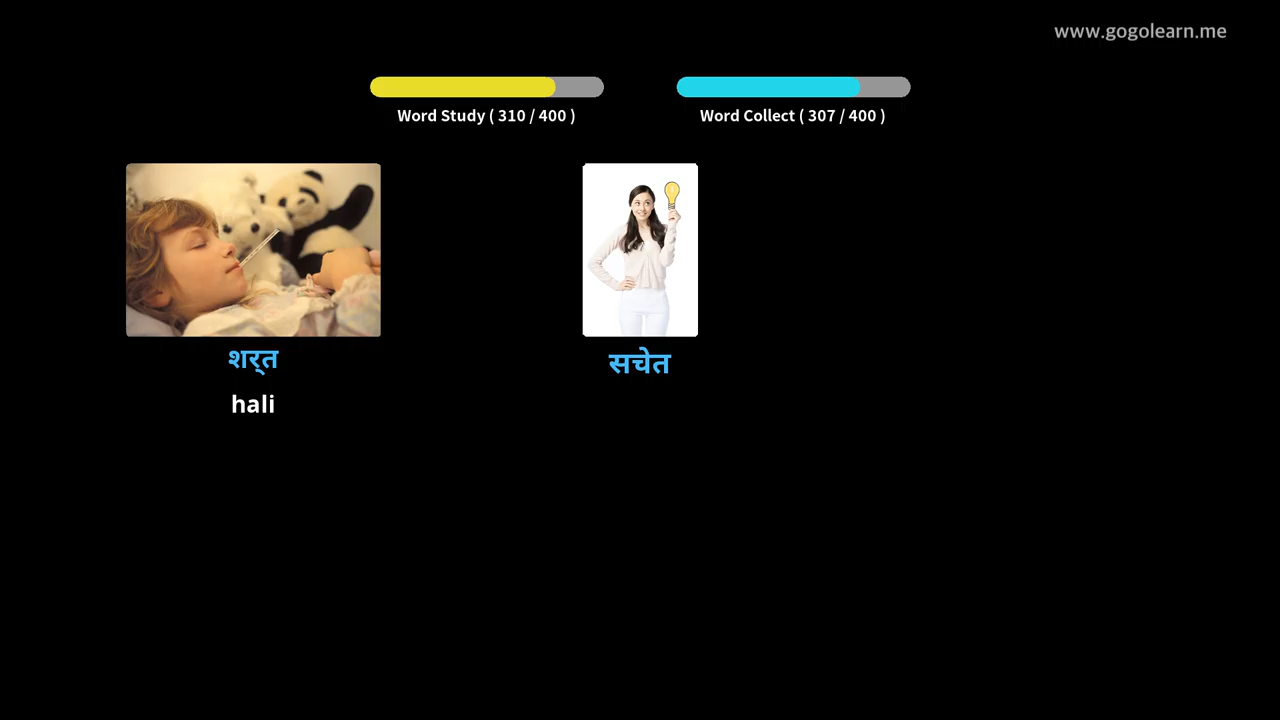 www.gogolearn.me
Word Study ( 310 / 400 )
Word Collect ( 307 / 400 )
शर्त
hali
सचेत